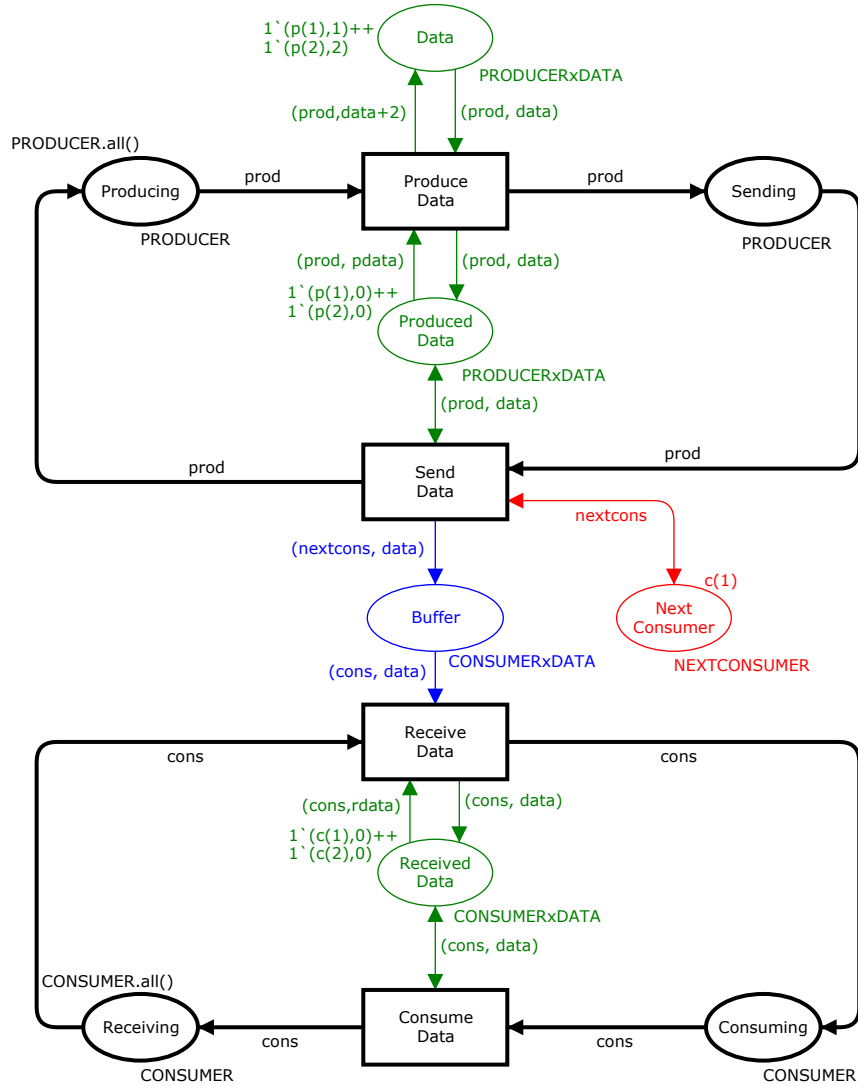 1`(p(1),1)++
1`(p(2),2)
Data
PRODUCERxDATA
(prod,data+2)
(prod, data)
PRODUCER.all()
Producing
prod
Produce
Data
prod
Sending
PRODUCER
PRODUCER
(prod, pdata)
(prod, data)
1`(p(1),0)++
1`(p(2),0)
Produced
Data
PRODUCERxDATA
(prod, data)
prod
Send
Data
prod
nextcons
(nextcons, data)
c(1)
Buffer
Next
Consumer
CONSUMERxDATA
NEXTCONSUMER
(cons, data)
Receive
Data
cons
cons
(cons,rdata)
(cons, data)
1`(c(1),0)++
1`(c(2),0)
Received
Data
CONSUMERxDATA
(cons, data)
CONSUMER.all()
Receiving
cons
Consume
Data
cons
Consuming
CONSUMER
CONSUMER